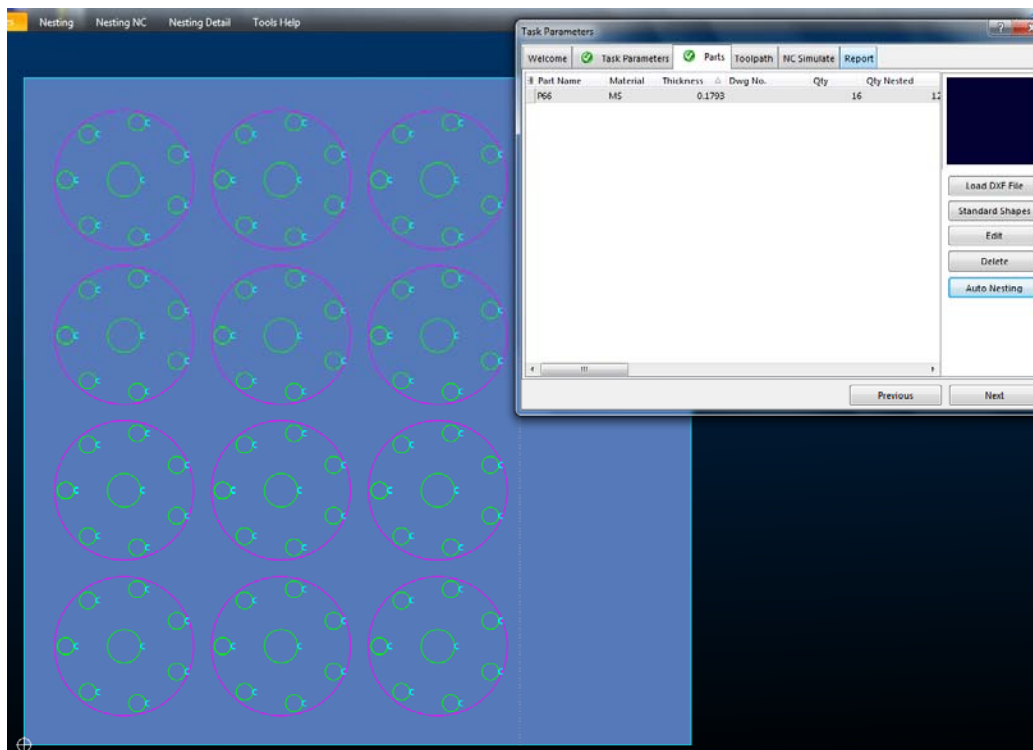 Nesting Nesting NC Nesting Detail Tools Help
Task Parameters
Welcome Task Parameters Parts Toolpath NC Simulate Report
Part Name Material Thickness Dwg No. Qty Qty Nested
P66 MS 0.1793 16 12
Load DXF File
Standard Shapes
Edit
Delete
Auto Nesting
Previous Next
C C C C C C C C C C C C C C C C C C C C C C C C
C C C C C C C C C C C C C C C C C C C C C C C C
C C C C C C C C C C C C C C C C C C C C C C C C
C C C C C C C C C C C C C C C C C C C C C C C C